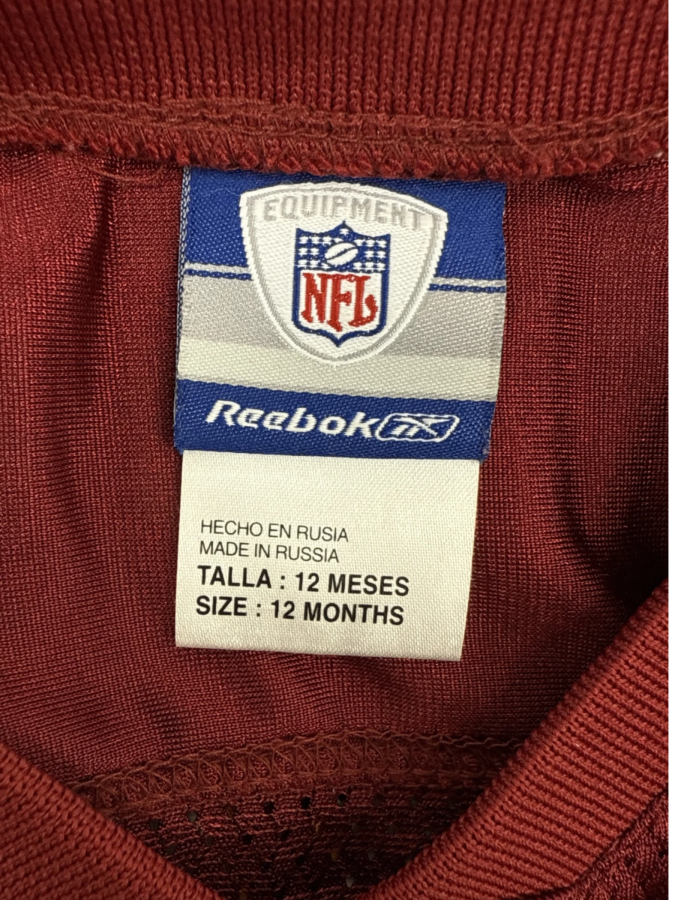 EQUIPMENT
NFL
Reebok
HECHO EN RUSIA
MADE IN RUSSIA
TALLA : 12 MESES
SIZE : 12 MONTHS